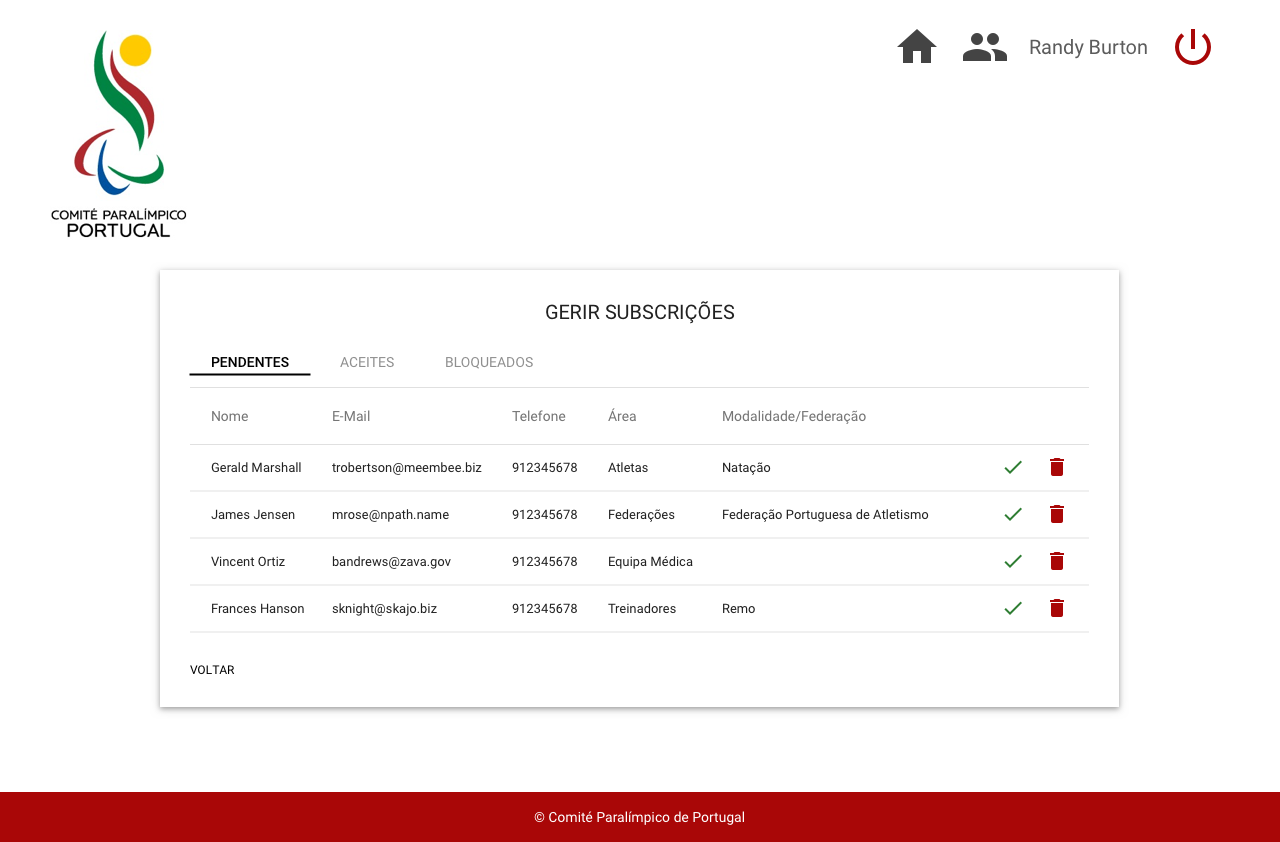 Randy Burton
COMITÉ PARALÍMPICO
PORTUGAL
GERIR SUBSCRIÇÕES
PENDENTES ACEITES BLOQUEADOS
Nome E-Mail Telefone Área Modalidade/Federação
Gerald Marshall trobertson@meembee.biz 912345678 Atletas Natação
James Jensen mrose@npath.name 912345678 Federações Federação Portuguesa de Atletismo
Vincent Ortiz bandrews@zava.gov 912345678 Equipa Médica
Frances Hanson sknight@skajo.biz 912345678 Treinadores Remo
VOLTAR
© Comité Paralímpico de Portugal